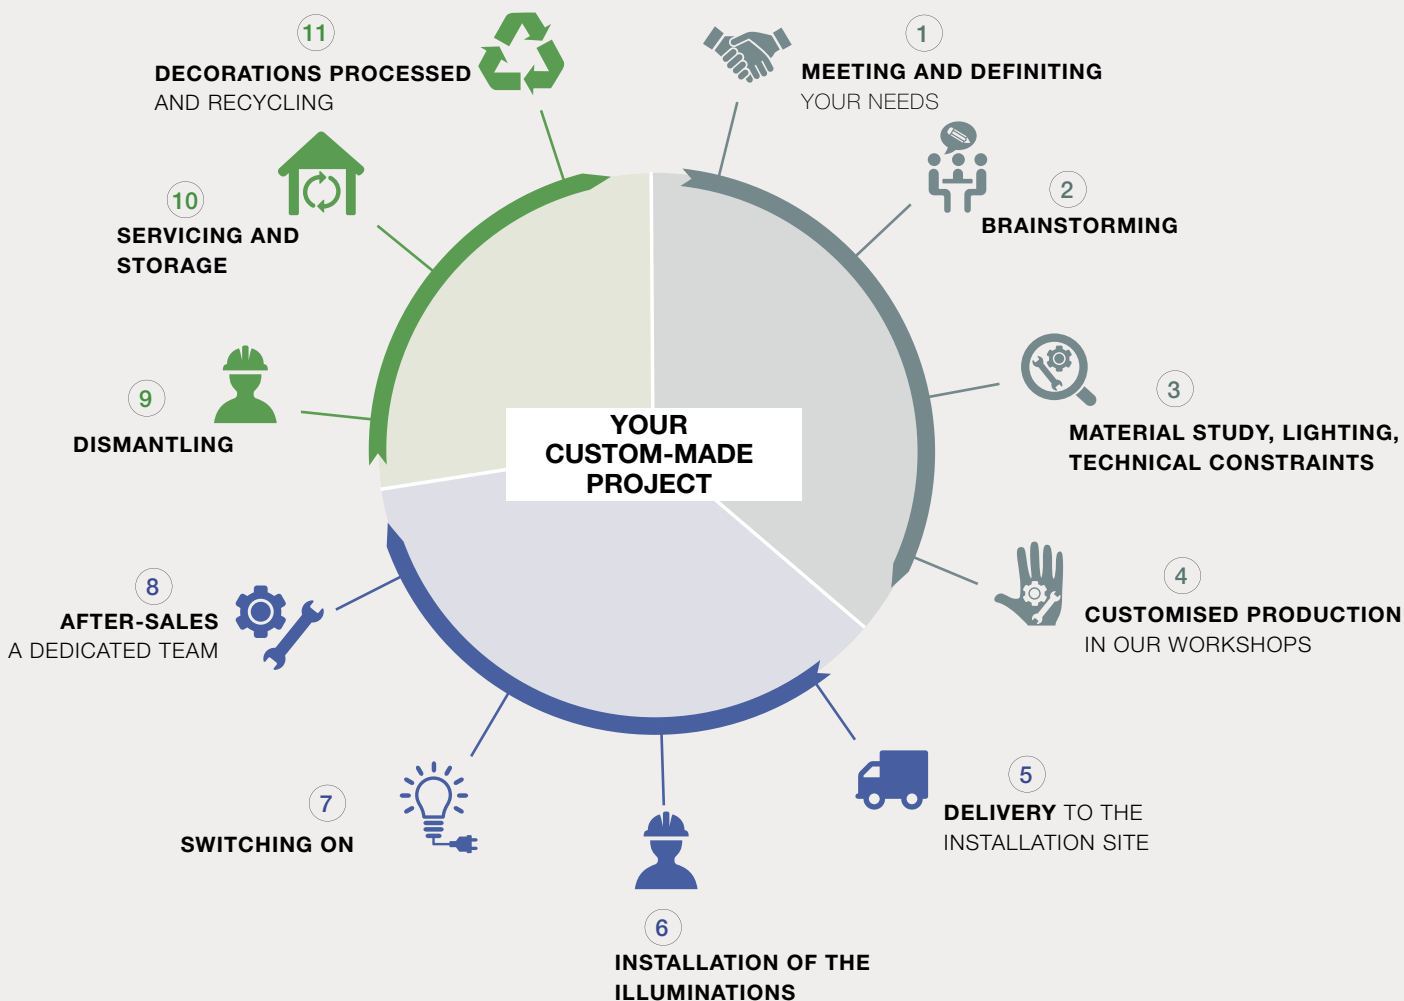 YOUR
CUSTOM-MADE
PROJECT
1
MEETING AND DEFINITING
YOUR NEEDS
2
BRAINSTORMING
3
MATERIAL STUDY, LIGHTING,
TECHNICAL CONSTRAINTS
4
CUSTOMISED PRODUCTION
IN OUR WORKSHOPS
5
DELIVERY TO THE
INSTALLATION SITE
6
INSTALLATION OF THE
ILLUMINATIONS
7
SWITCHING ON
8
AFTER-SALES
A DEDICATED TEAM
9
DISMANTLING
10
SERVICING AND
STORAGE
11
DECORATIONS PROCESSED
AND RECYCLING